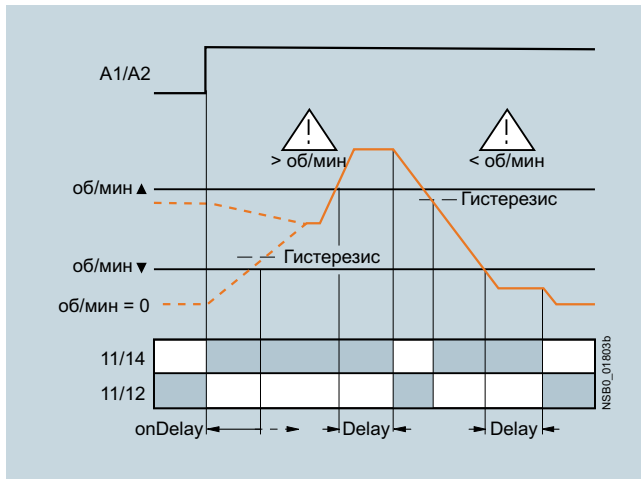 A1/A2
> об/мин
< об/мин
об/мин ▲
Гистерезис
Гистерезис
об/мин ▼
об/мин = 0
11/14
11/12
onDelay
Delay
Delay
NSB0_01803b